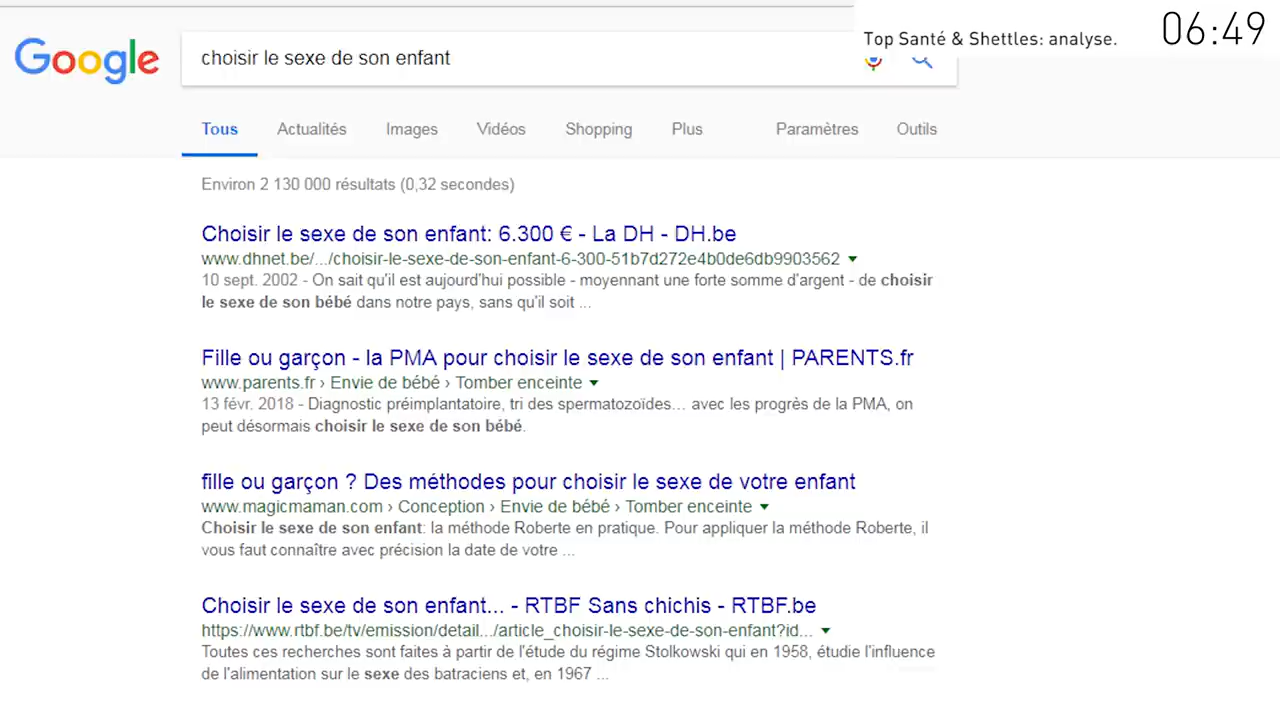 Top Santé & Shettles: analyse.
06:49
Google
choisir le sexe de son enfant
Tous Actualités Images Vidéos Shopping Plus Paramètres Outils
Environ 2 130 000 résultats (0,32 secondes)
Choisir le sexe de son enfant: 6.300 € - La DH - DH.be
www.dhnet.be/.../choisir-le-sexe-de-son-enfant-6-300-51b7d272e4b0de6db9903562
10 sept. 2002 - On sait qu'il est aujourd'hui possible - moyennant une forte somme d'argent - de choisir
le sexe de son bébé dans notre pays, sans qu'il soit ...
Fille ou garçon - la PMA pour choisir le sexe de son enfant | PARENTS.fr
www.parents.fr › Envie de bébé › Tomber enceinte
13 févr. 2018 - Diagnostic préimplantatoire, tri des spermatozoïdes… avec les progrès de la PMA, on
peut désormais choisir le sexe de son bébé.
fille ou garçon ? Des méthodes pour choisir le sexe de votre enfant
www.magicmaman.com › Conception › Envie de bébé › Tomber enceinte
Choisir le sexe de son enfant: la méthode Roberte en pratique. Pour appliquer la méthode Roberte, il
vous faut connaître avec précision la date de votre ...
Choisir le sexe de son enfant... - RTBF Sans chichis - RTBF.be
https://www.rtbf.be/tv/emission/detail.../article_choisir-le-sexe-de-son-enfant?id...
Toutes ces recherches sont faites à partir de l'étude du régime Stolkowski qui en 1958, étudie l'influence
de l'alimentation sur le sexe des batraciens et, en 1967 ...